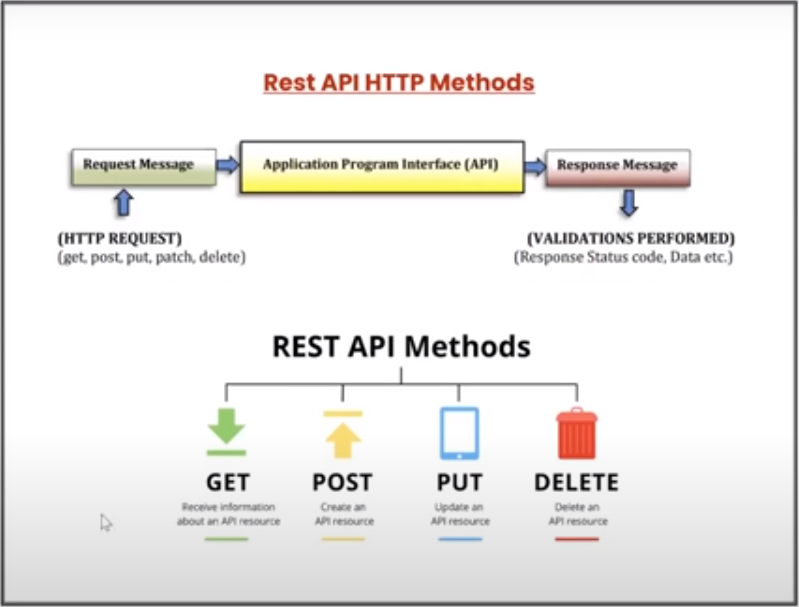 Rest API HTTP Methods
Request Message
Application Program Interface (API)
Response Message
(HTTP REQUEST)
(get, post, put, patch, delete)
(VALIDATIONS PERFORMED)
(Response Status code, Data etc.)
REST API Methods
GET
Receive information
about an API resource
POST
Create an
API resource
PUT
Update an
API resource
DELETE
Delete an
API resource